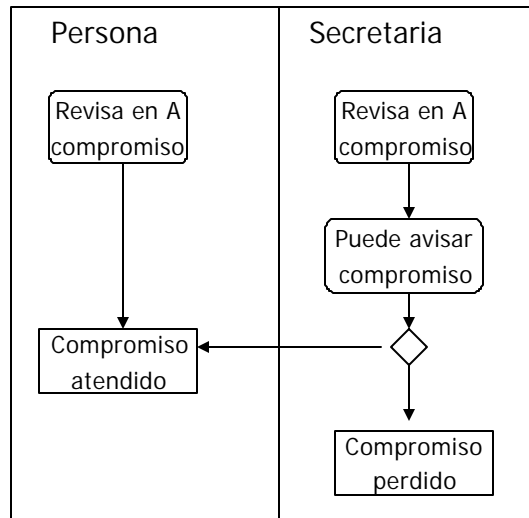 Persona
Secretaria
Revisa en A
compromiso
Revisa en A
compromiso
Puede avisar
compromiso
Compromiso
atendido
Compromiso
perdido